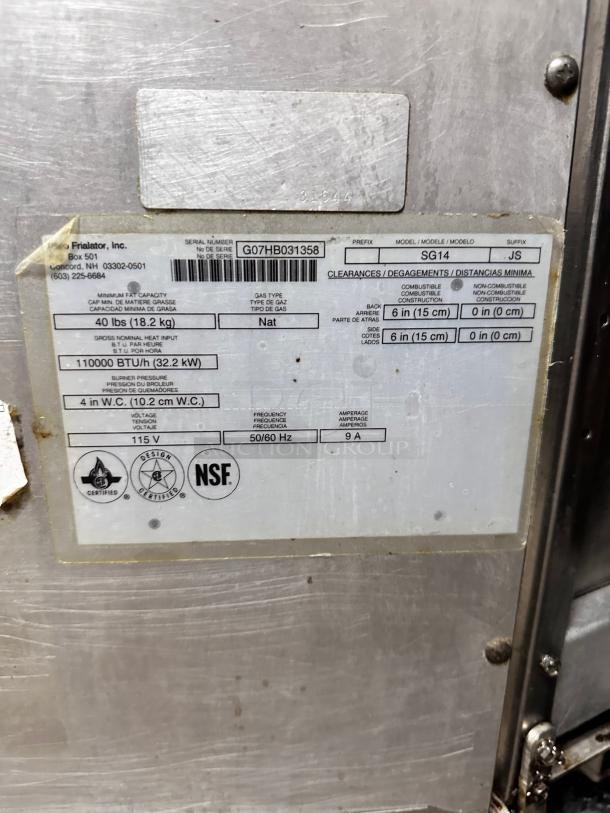 Frialator, Inc.
Box 501
Concord, NH 03302-0501
(603) 225-6684
SERIAL NUMBER
No DE SERIE
No DE SERIE
G07HB031358
PREFIX
MODEL / MODELE / MODELO
SG14
SUFFIX
JS
CLEARANCES / DEGAGEMENTS / DISTANCIAS MINIMA
COMBUSTIBLE
COMBUSTIBLE
CONSTRUCTION
NON-COMBUSTIBLE
NON-COMBUSTIBLE
CONSTRUCCION
BACK
ARRIERE
PARTE DE ATRAS
6 in (15 cm)
0 in (0 cm)
SIDE
COTES
LADOS
6 in (15 cm)
0 in (0 cm)
MINIMUM FAT CAPACITY
CAP MIN. DE MATIERE GRASSE
CAPACIDAD MINIMA DE GRASA
40 lbs (18.2 kg)
GAS TYPE
TYPE DE GAZ
TIPO DE GAS
Nat
GROSS NOMINAL HEAT INPUT
B.T.U. PAR HEURE
B.T.U. POR HORA
110000 BTU/h (32.2 kW)
BURNER PRESSURE
PRESSION DU BROLEUR
PRESION DE QUEMADORES
4 in W.C. (10.2 cm W.C.)
VOLTAGE
TENSION
VOLTAJE
115 V
FREQUENCY
FREQUENCE
FRECUENCIA
50/60 Hz
AMPERAGE
AMPERAGE
AMPERIOS
9 A
CERTIFIED
DESIGN
CERTIFIED
NSF
AUCTION GROUP